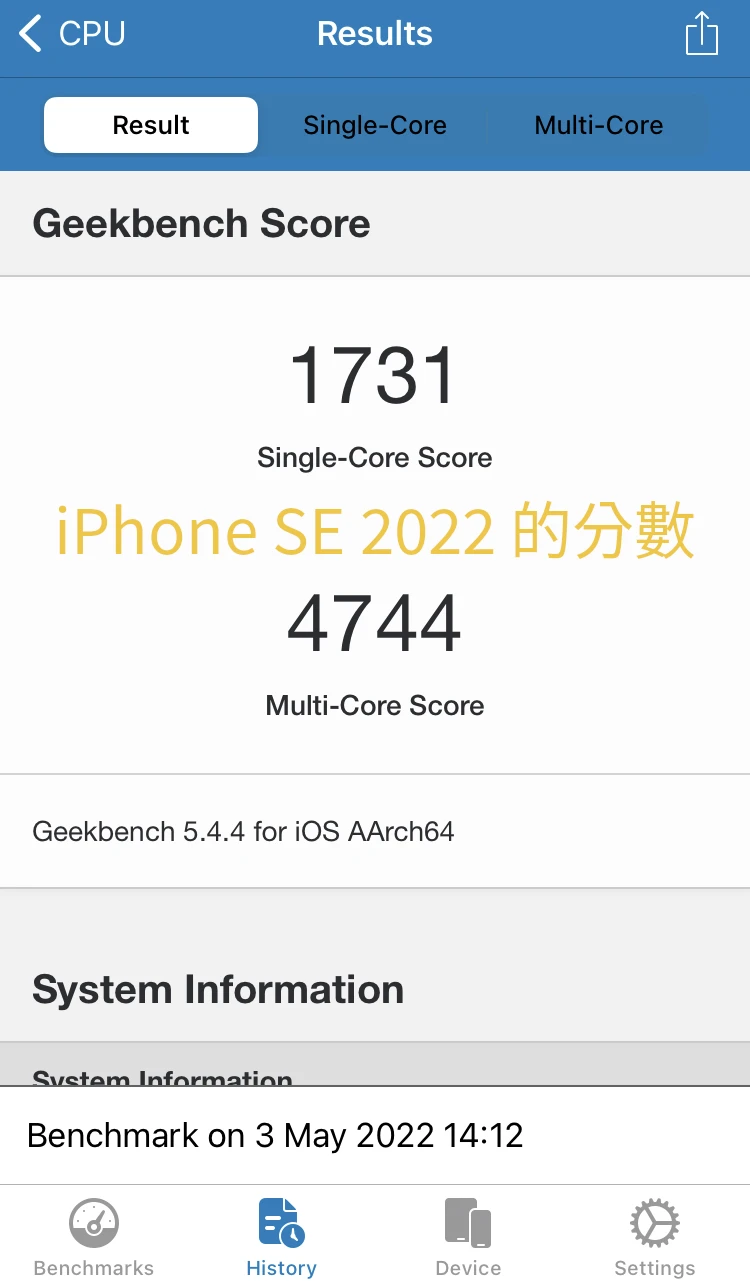 CPU
Results
Result
Single-Core
Multi-Core
Geekbench Score
1731
Single-Core Score
iPhone SE 2022 的分數
4744
Multi-Core Score
Geekbench 5.4.4 for iOS AArch64
System Information
System Information
Benchmark on 3 May 2022 14:12
Benchmarks
History
Device
Settings